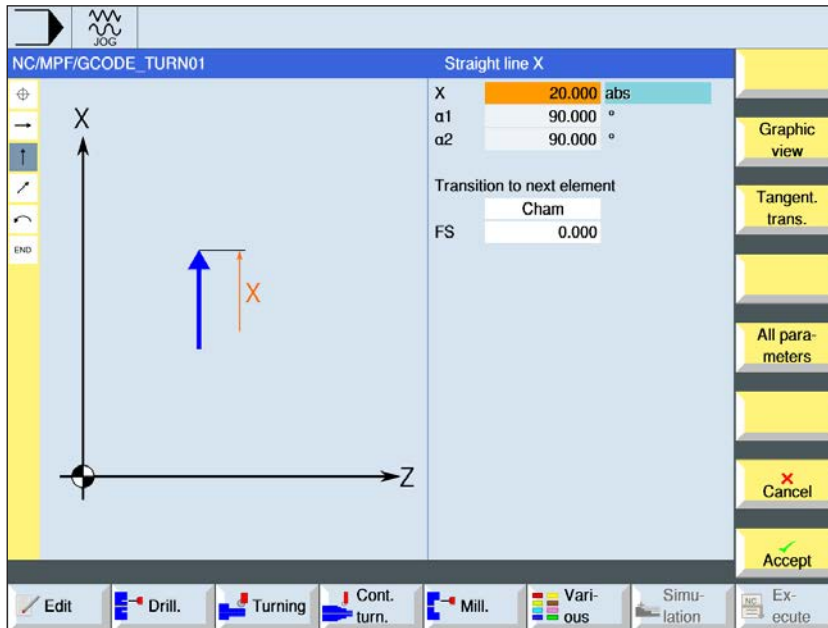 JOG
NC/MPF/GCODE_TURN01
Straight line X
X 20.000 abs
α1 90.000 °
α2 90.000 °
Transition to next element
Cham
FS 0.000
END
X
X
Z
Graphic
view
Tangent.
trans.
All para-
meters
Cancel
Accept
Edit
Drill.
Turning
Cont.
turn.
Mill.
Vari-
ous
Simu-
lation
NC
Ex-
ecute